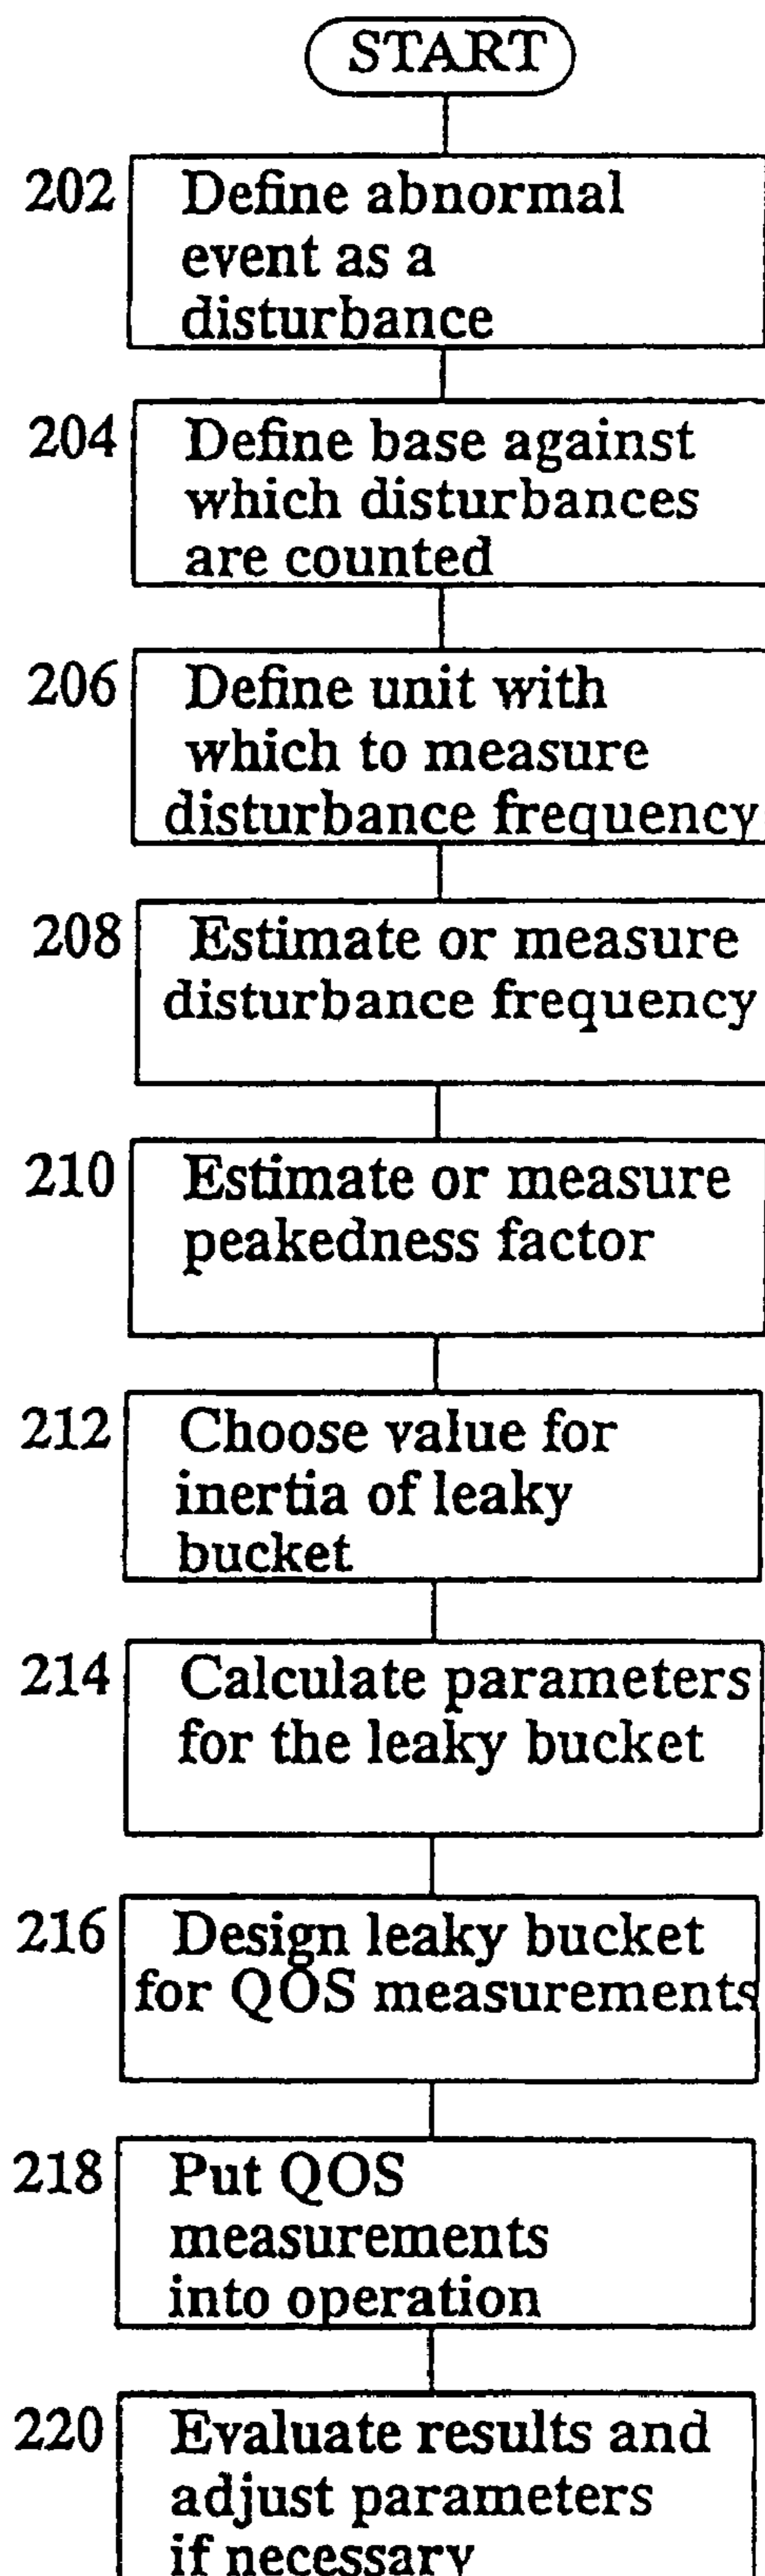 START
202 Define abnormal
event as a
disturbance
204 Define base against
which disturbances
are counted
206 Define unit with
which to measure
disturbance frequency
208 Estimate or measure
disturbance frequency
210 Estimate or measure
peakedness factor
212 Choose value for
inertia of leaky
bucket
214 Calculate parameters
for the leaky bucket
216 Design leaky bucket
for QOS measurements
218 Put QOS
measurements
into operation
220 Evaluate results and
adjust parameters
if necessary